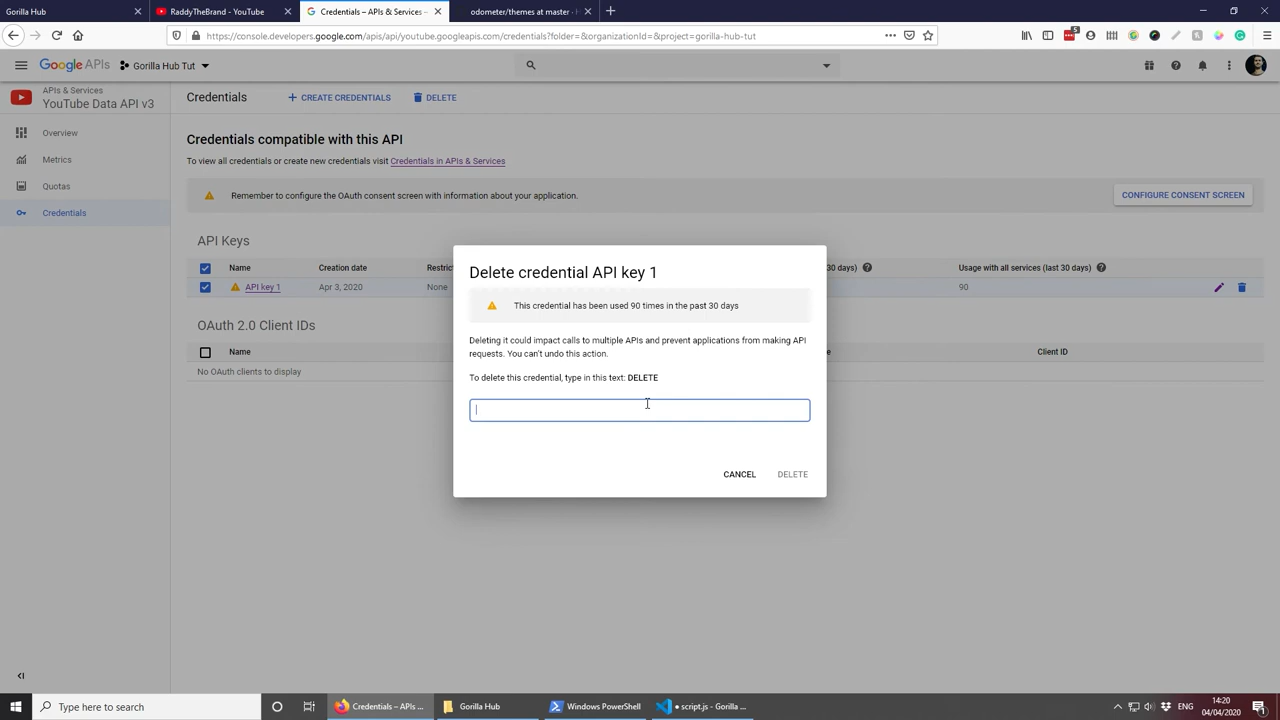 Gorilla Hub
RaddyTheBrand - YouTube
Credentials – APIs & Services –
odometer/themes at master ·
https://console.developers.google.com/apis/api/youtube.googleapis.com/credentials?folder=&organizationId=&project=gorilla-hub-tut
Google APIs
Gorilla Hub Tut
APIs & Services
YouTube Data API v3
Credentials
CREATE CREDENTIALS
DELETE
Overview
Metrics
Quotas
Credentials
Credentials compatible with this API
To view all credentials or create new credentials visit Credentials in APIs & Services
Remember to configure the OAuth consent screen with information about your application.
CONFIGURE CONSENT SCREEN
API Keys
Name
Creation date
Restric
30 days)
Usage with all services (last 30 days)
API key 1
Apr 3, 2020
None
90
OAuth 2.0 Client IDs
Name
Client ID
No OAuth clients to display
Delete credential API key 1
This credential has been used 90 times in the past 30 days
Deleting it could impact calls to multiple APIs and prevent applications from making API
requests. You can't undo this action.
To delete this credential, type in this text: DELETE
CANCEL
DELETE
Type here to search
Credentials – APIs ...
Gorilla Hub
Windows PowerShell
● script.js - Gorilla ...
ENG
14:20
04/04/2020